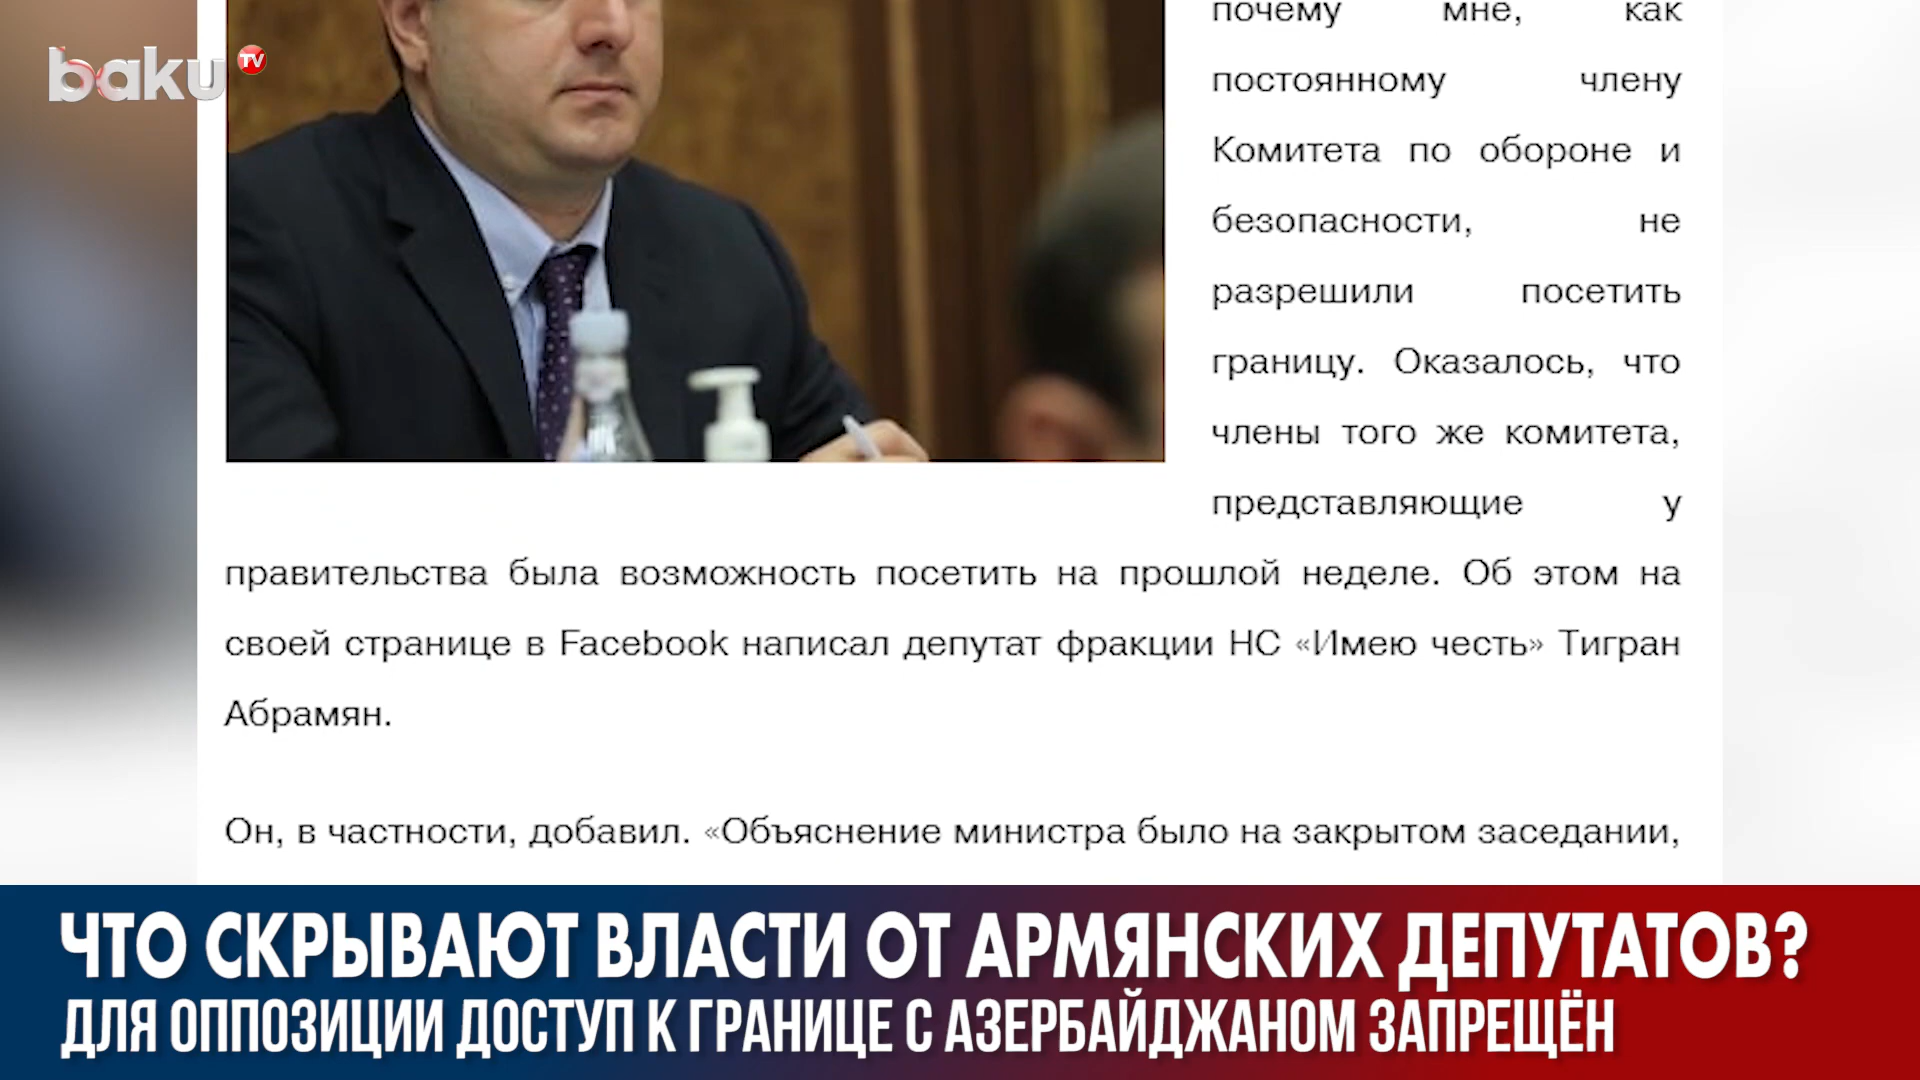 baku TV
почему мне, как
постоянному члену
Комитета по обороне и
безопасности, не
разрешили посетить
границу. Оказалось, что
члены того же комитета,
представляющие у
правительства была возможность посетить на прошлой неделе. Об этом на
своей странице в Facebook написал депутат фракции НС «Имею честь» Тигран
Абрамян.
Он, в частности, добавил. «Объяснение министра было на закрытом заседании,
ЧТО СКРЫВАЮТ ВЛАСТИ ОТ АРМЯНСКИХ ДЕПУТАТОВ?
ДЛЯ ОППОЗИЦИИ ДОСТУП К ГРАНИЦЕ С АЗЕРБАЙДЖАНОМ ЗАПРЕЩЁН